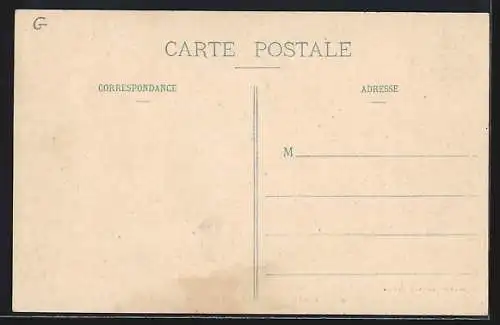 G
CARTE POSTALE
CORRESPONDANCE
ADRESSE
M